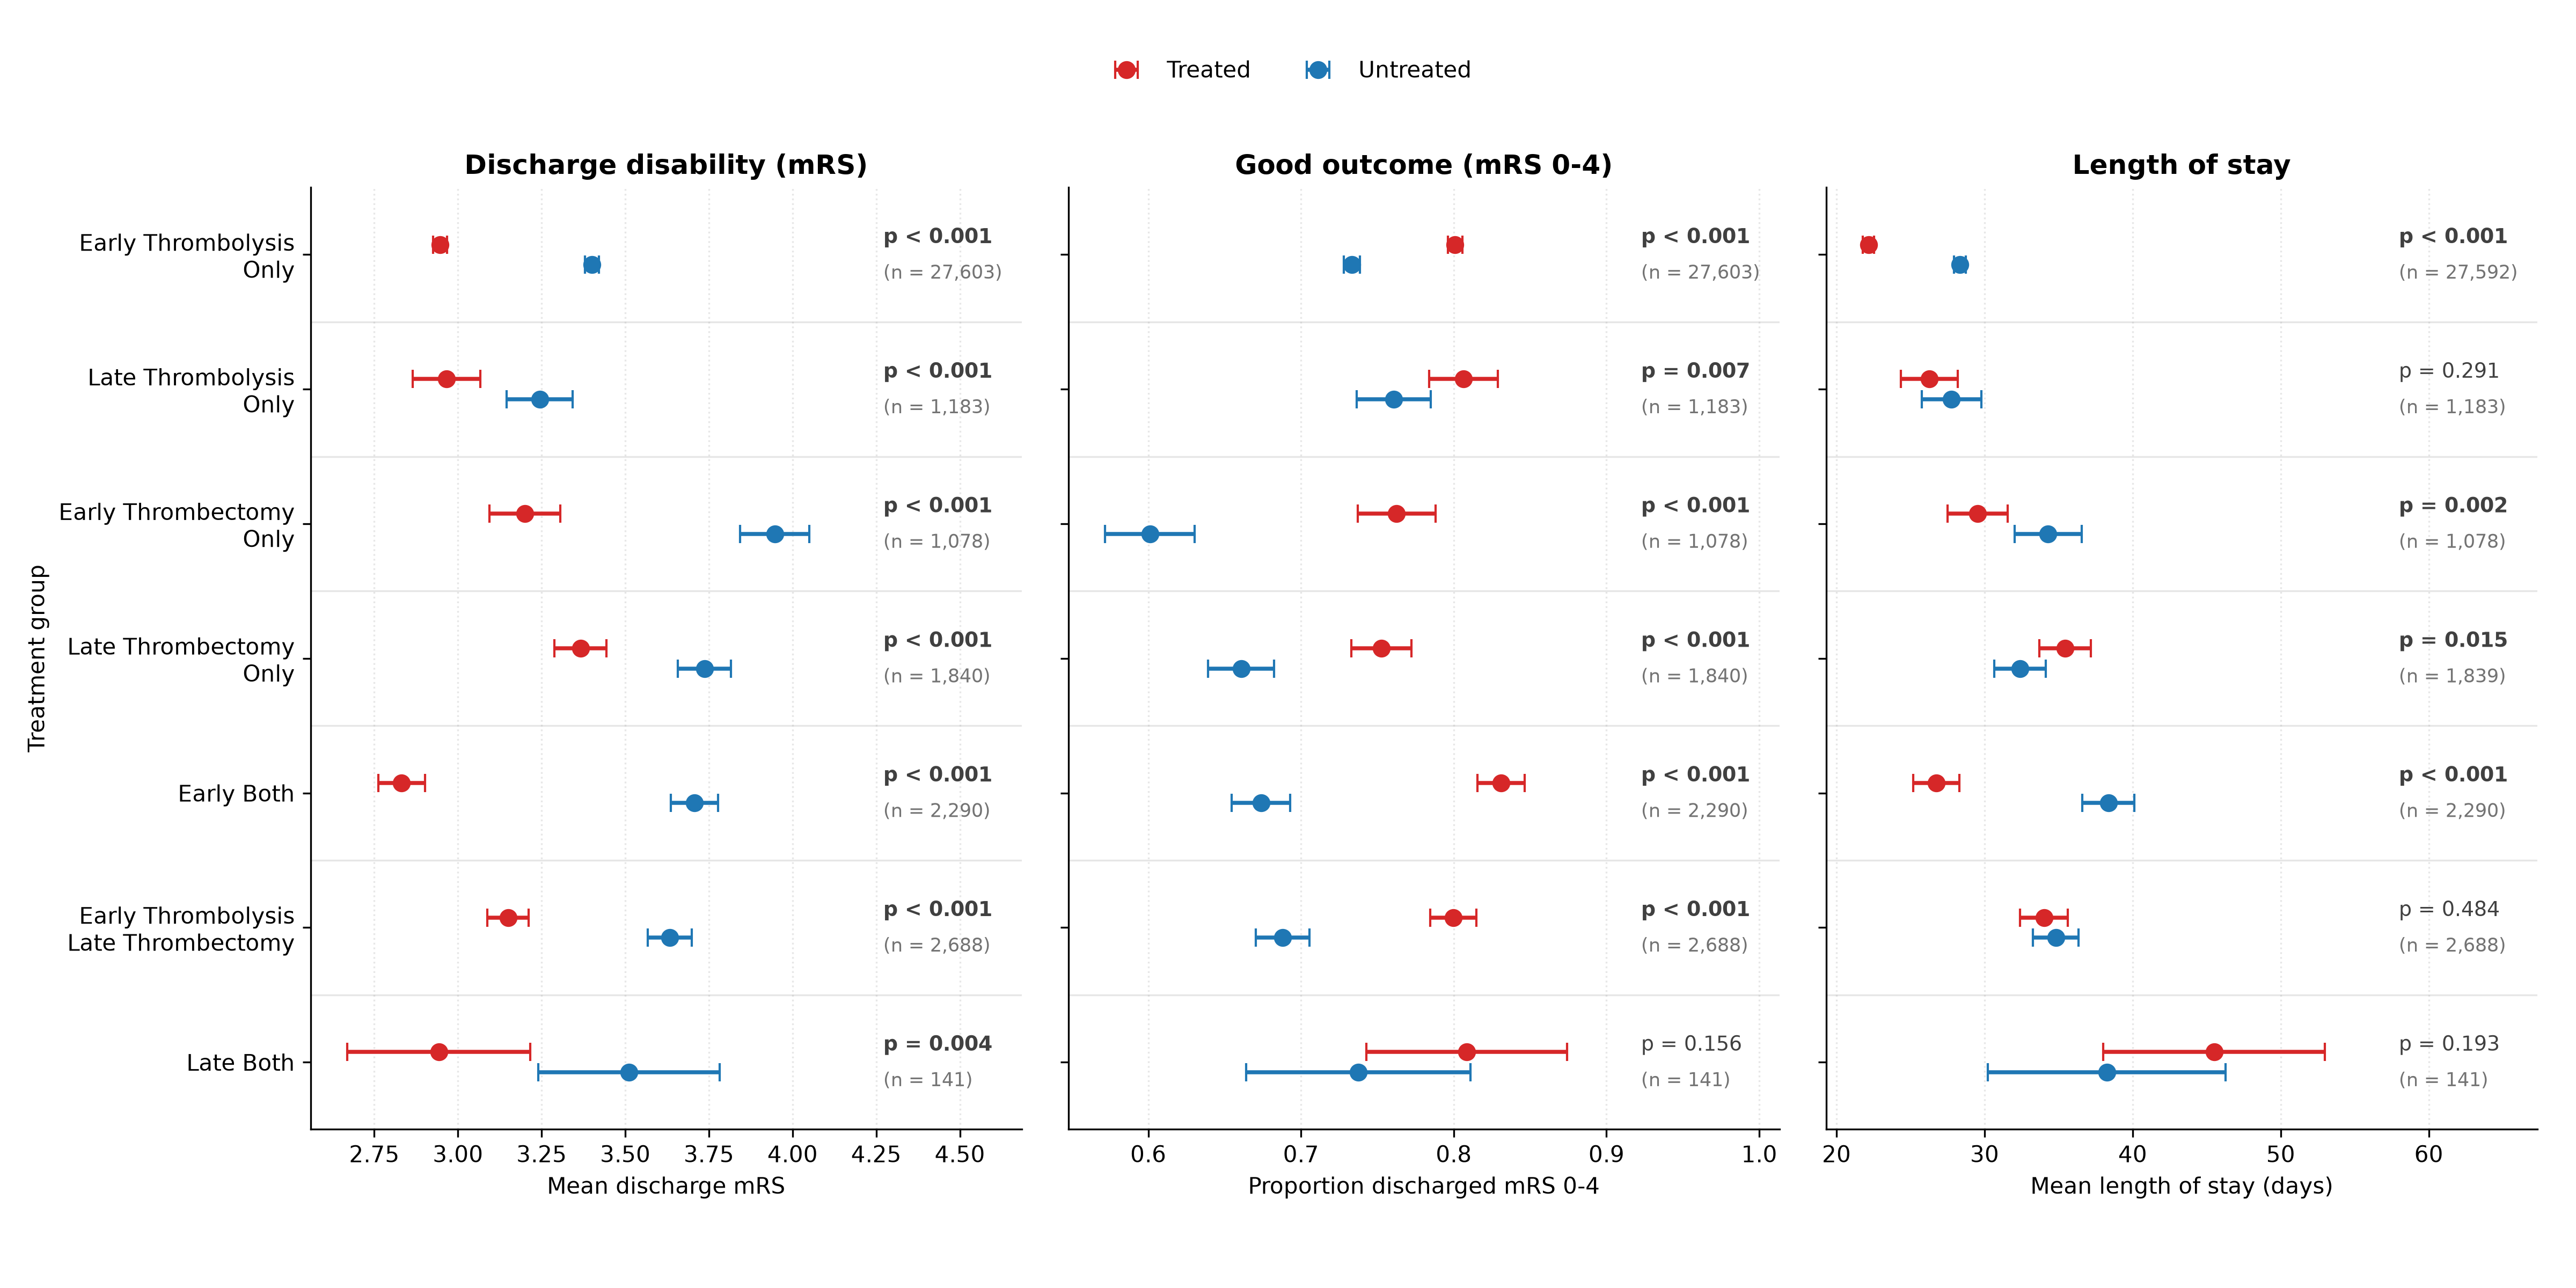 Treated
Untreated
Discharge disability (mRS)
Good outcome (mRS 0-4)
Length of stay
Treatment group
Early Thrombolysis
Only
p < 0.001
(n = 27,603)
p < 0.001
(n = 27,603)
p < 0.001
(n = 27,592)
Late Thrombolysis
Only
p < 0.001
(n = 1,183)
p = 0.007
(n = 1,183)
p = 0.291
(n = 1,183)
Early Thrombectomy
Only
p < 0.001
(n = 1,078)
p < 0.001
(n = 1,078)
p = 0.002
(n = 1,078)
Late Thrombectomy
Only
p < 0.001
(n = 1,840)
p < 0.001
(n = 1,840)
p = 0.015
(n = 1,839)
Early Both
p < 0.001
(n = 2,290)
p < 0.001
(n = 2,290)
p < 0.001
(n = 2,290)
Early Thrombolysis
Late Thrombectomy
p < 0.001
(n = 2,688)
p < 0.001
(n = 2,688)
p = 0.484
(n = 2,688)
Late Both
p = 0.004
(n = 141)
p = 0.156
(n = 141)
p = 0.193
(n = 141)
2.75 3.00 3.25 3.50 3.75 4.00 4.25 4.50
0.6 0.7 0.8 0.9 1.0
20 30 40 50 60
Mean discharge mRS
Proportion discharged mRS 0-4
Mean length of stay (days)